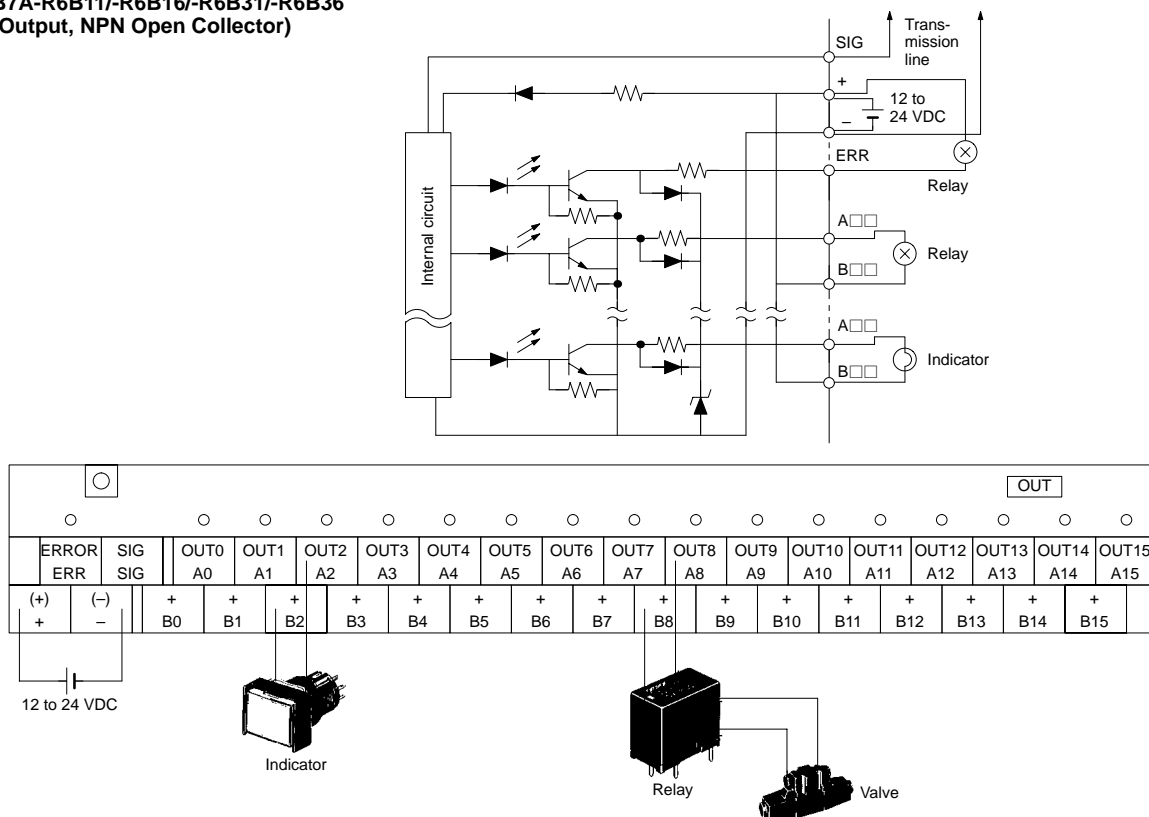 37A-R6B11/-R6B16/-R6B31/-R6B36
Output, NPN Open Collector)
SIG
Trans-
mission
line
+
12 to
24 VDC
–
ERR
Relay
Internal circuit
A□□
Relay
B□□
A□□
Indicator
B□□
OUT
ERROR SIG OUT0 OUT1 OUT2 OUT3 OUT4 OUT5 OUT6 OUT7 OUT8 OUT9 OUT10 OUT11 OUT12 OUT13 OUT14 OUT15
ERR SIG A0 A1 A2 A3 A4 A5 A6 A7 A8 A9 A10 A11 A12 A13 A14 A15
(+) (–) + + + + + + + + + + + + + + + +
+ – B0 B1 B2 B3 B4 B5 B6 B7 B8 B9 B10 B11 B12 B13 B14 B15
12 to 24 VDC
Indicator
Relay
Valve